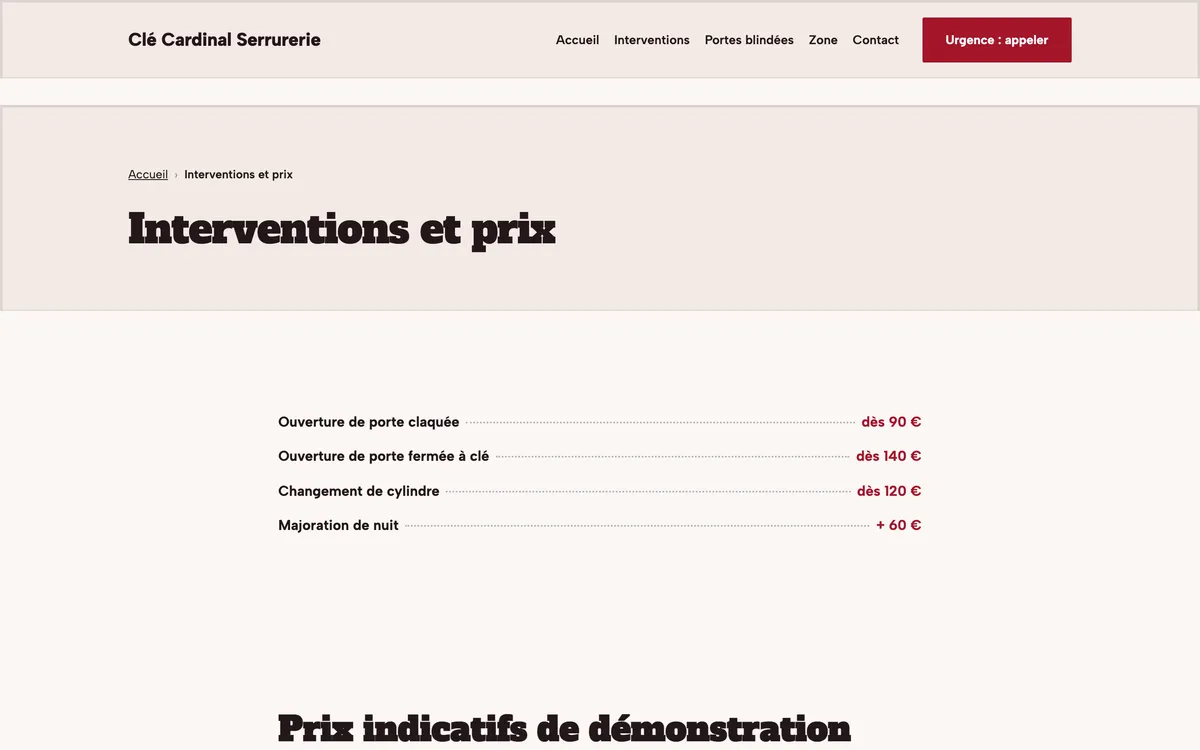 Clé Cardinal Serrurerie
Accueil Interventions Portes blindées Zone Contact Urgence : appeler
Accueil › Interventions et prix
Interventions et prix
Ouverture de porte claquée dès 90 €
Ouverture de porte fermée à clé dès 140 €
Changement de cylindre dès 120 €
Majoration de nuit + 60 €
Prix indicatifs de démonstration